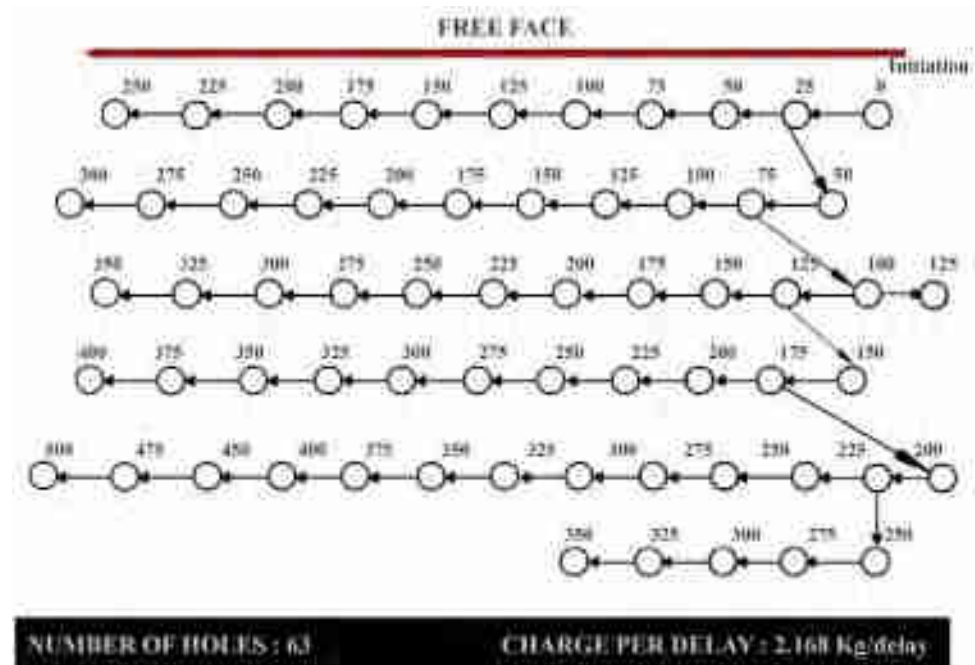 FREE FACE
Initiation
250 225 200 175 150 125 100 75 50 25 0
300 275 250 225 200 175 150 125 100 75 50
350 325 300 275 250 225 200 175 150 125 100 125
400 375 350 325 300 275 250 225 200 175 150
500 475 450 400 375 350 325 300 275 250 225 200
350 325 300 275 250
NUMBER OF HOLES : 63 CHARGE PER DELAY : 2.168 Kg/delay